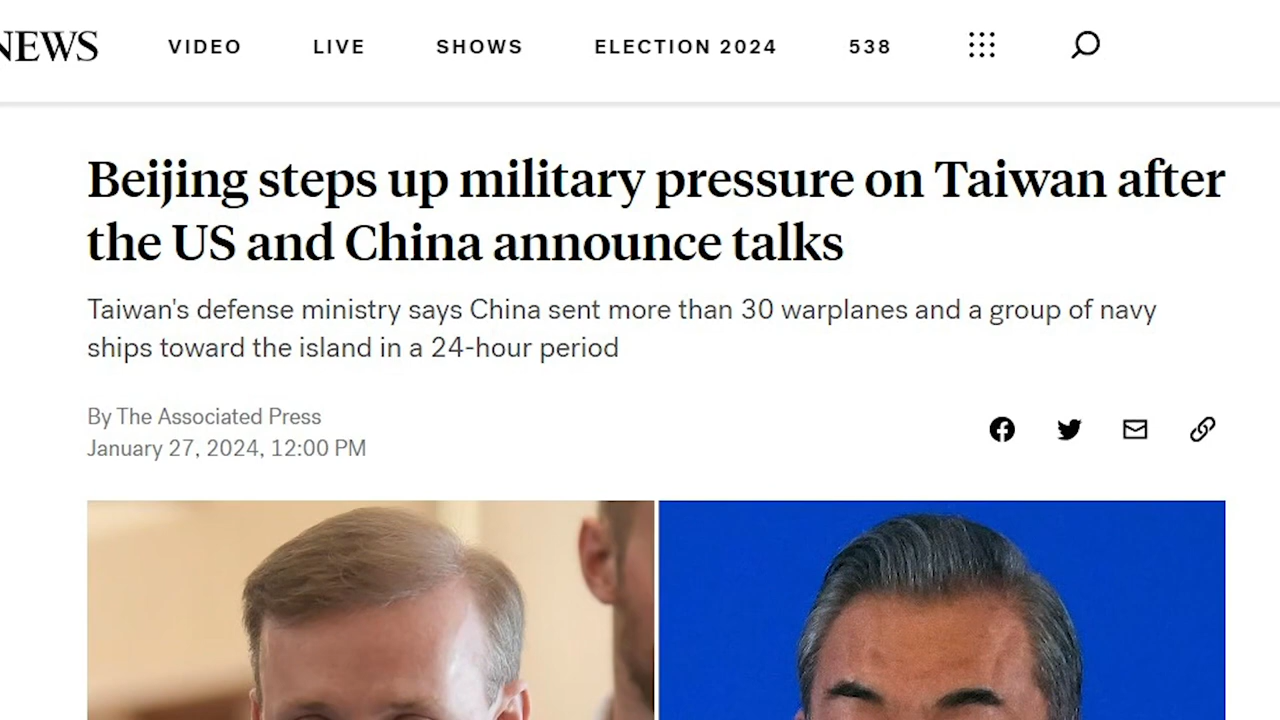 NEWS VIDEO LIVE SHOWS ELECTION 2024 538
Beijing steps up military pressure on Taiwan after
the US and China announce talks
Taiwan's defense ministry says China sent more than 30 warplanes and a group of navy
ships toward the island in a 24-hour period
By The Associated Press
January 27, 2024, 12:00 PM